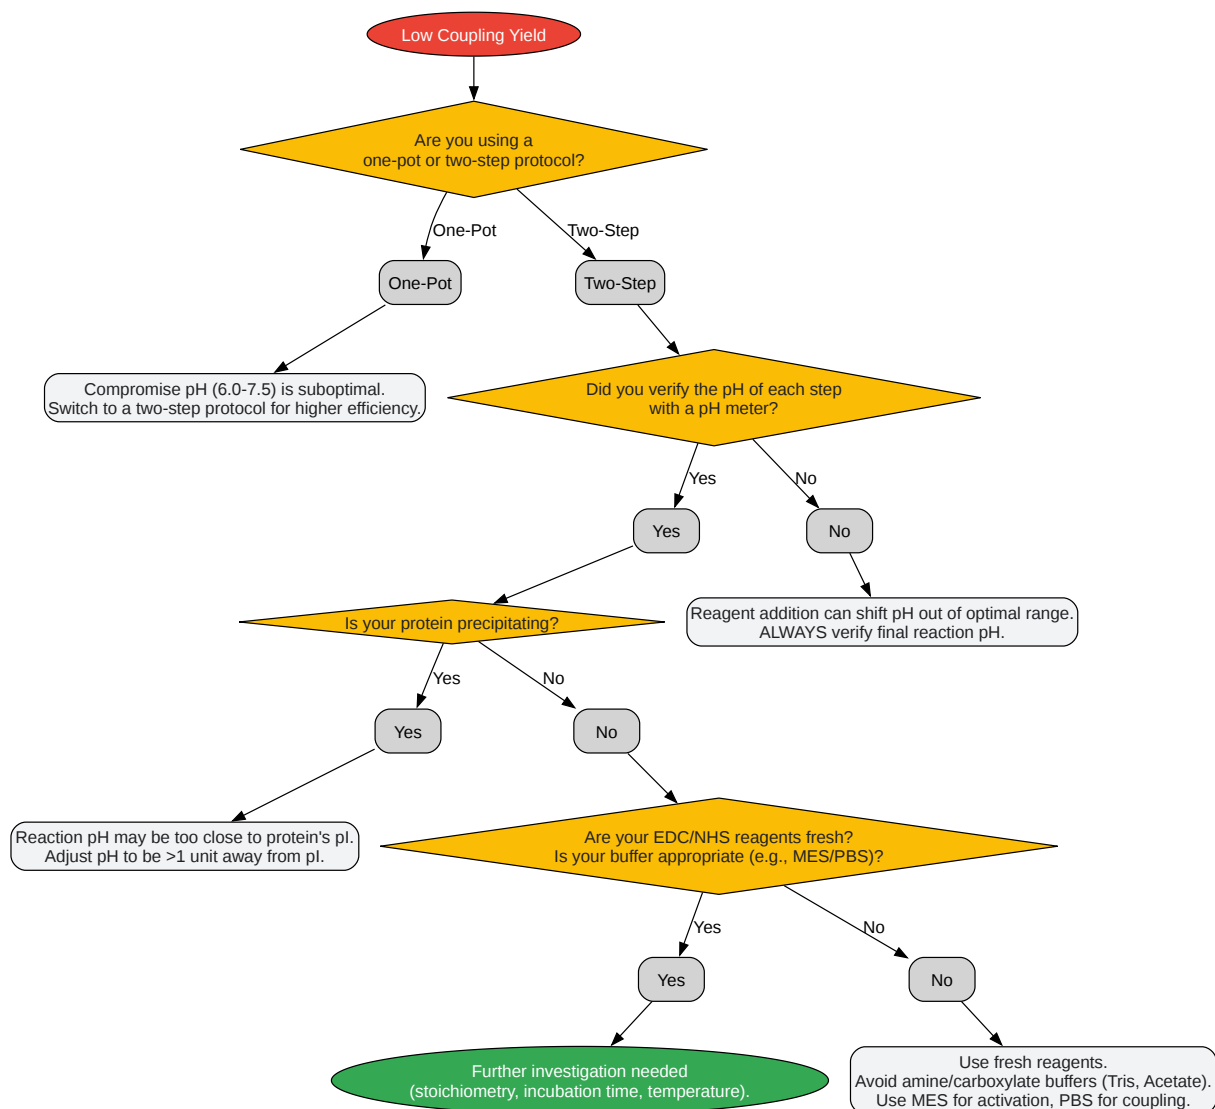 Low Coupling Yield
Are you using a
one-pot or two-step protocol?
One-Pot
Two-Step
One-Pot
Two-Step
Compromise pH (6.0-7.5) is suboptimal.
Switch to a two-step protocol for higher efficiency.
Did you verify the pH of each step
with a pH meter?
Yes
No
Yes
No
Reagent addition can shift pH out of optimal range.
ALWAYS verify final reaction pH.
Is your protein precipitating?
Yes
No
Yes
No
Reaction pH may be too close to protein's pI.
Adjust pH to be >1 unit away from pI.
Are your EDC/NHS reagents fresh?
Is your buffer appropriate (e.g., MES/PBS)?
Yes
No
Yes
No
Further investigation needed
(stoichiometry, incubation time, temperature).
Use fresh reagents.
Avoid amine/carboxylate buffers (Tris, Acetate).
Use MES for activation, PBS for coupling.